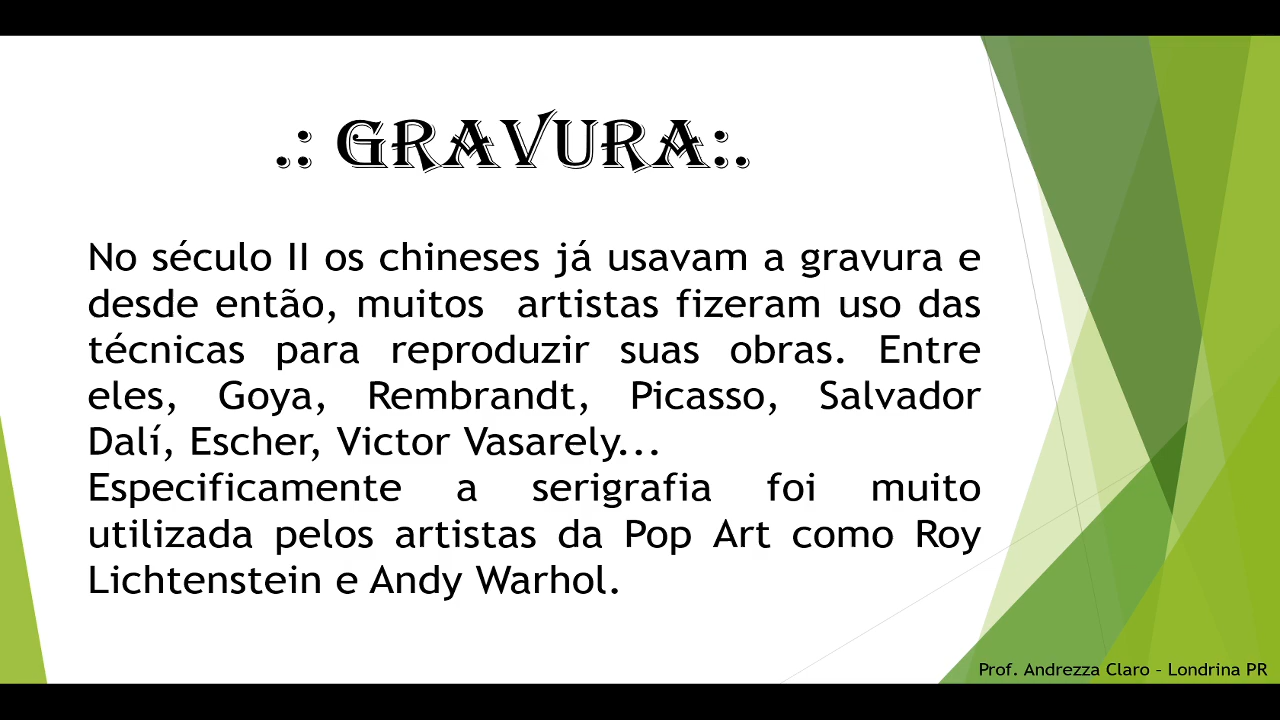 .: GRAVURA:.
No século II os chineses já usavam a gravura e
desde então, muitos  artistas fizeram uso das
técnicas para reproduzir suas obras. Entre
eles, Goya, Rembrandt, Picasso, Salvador
Dalí, Escher, Victor Vasarely...
Especificamente a serigrafia foi muito
utilizada pelos artistas da Pop Art como Roy
Lichtenstein e Andy Warhol.
Prof. Andrezza Claro – Londrina PR